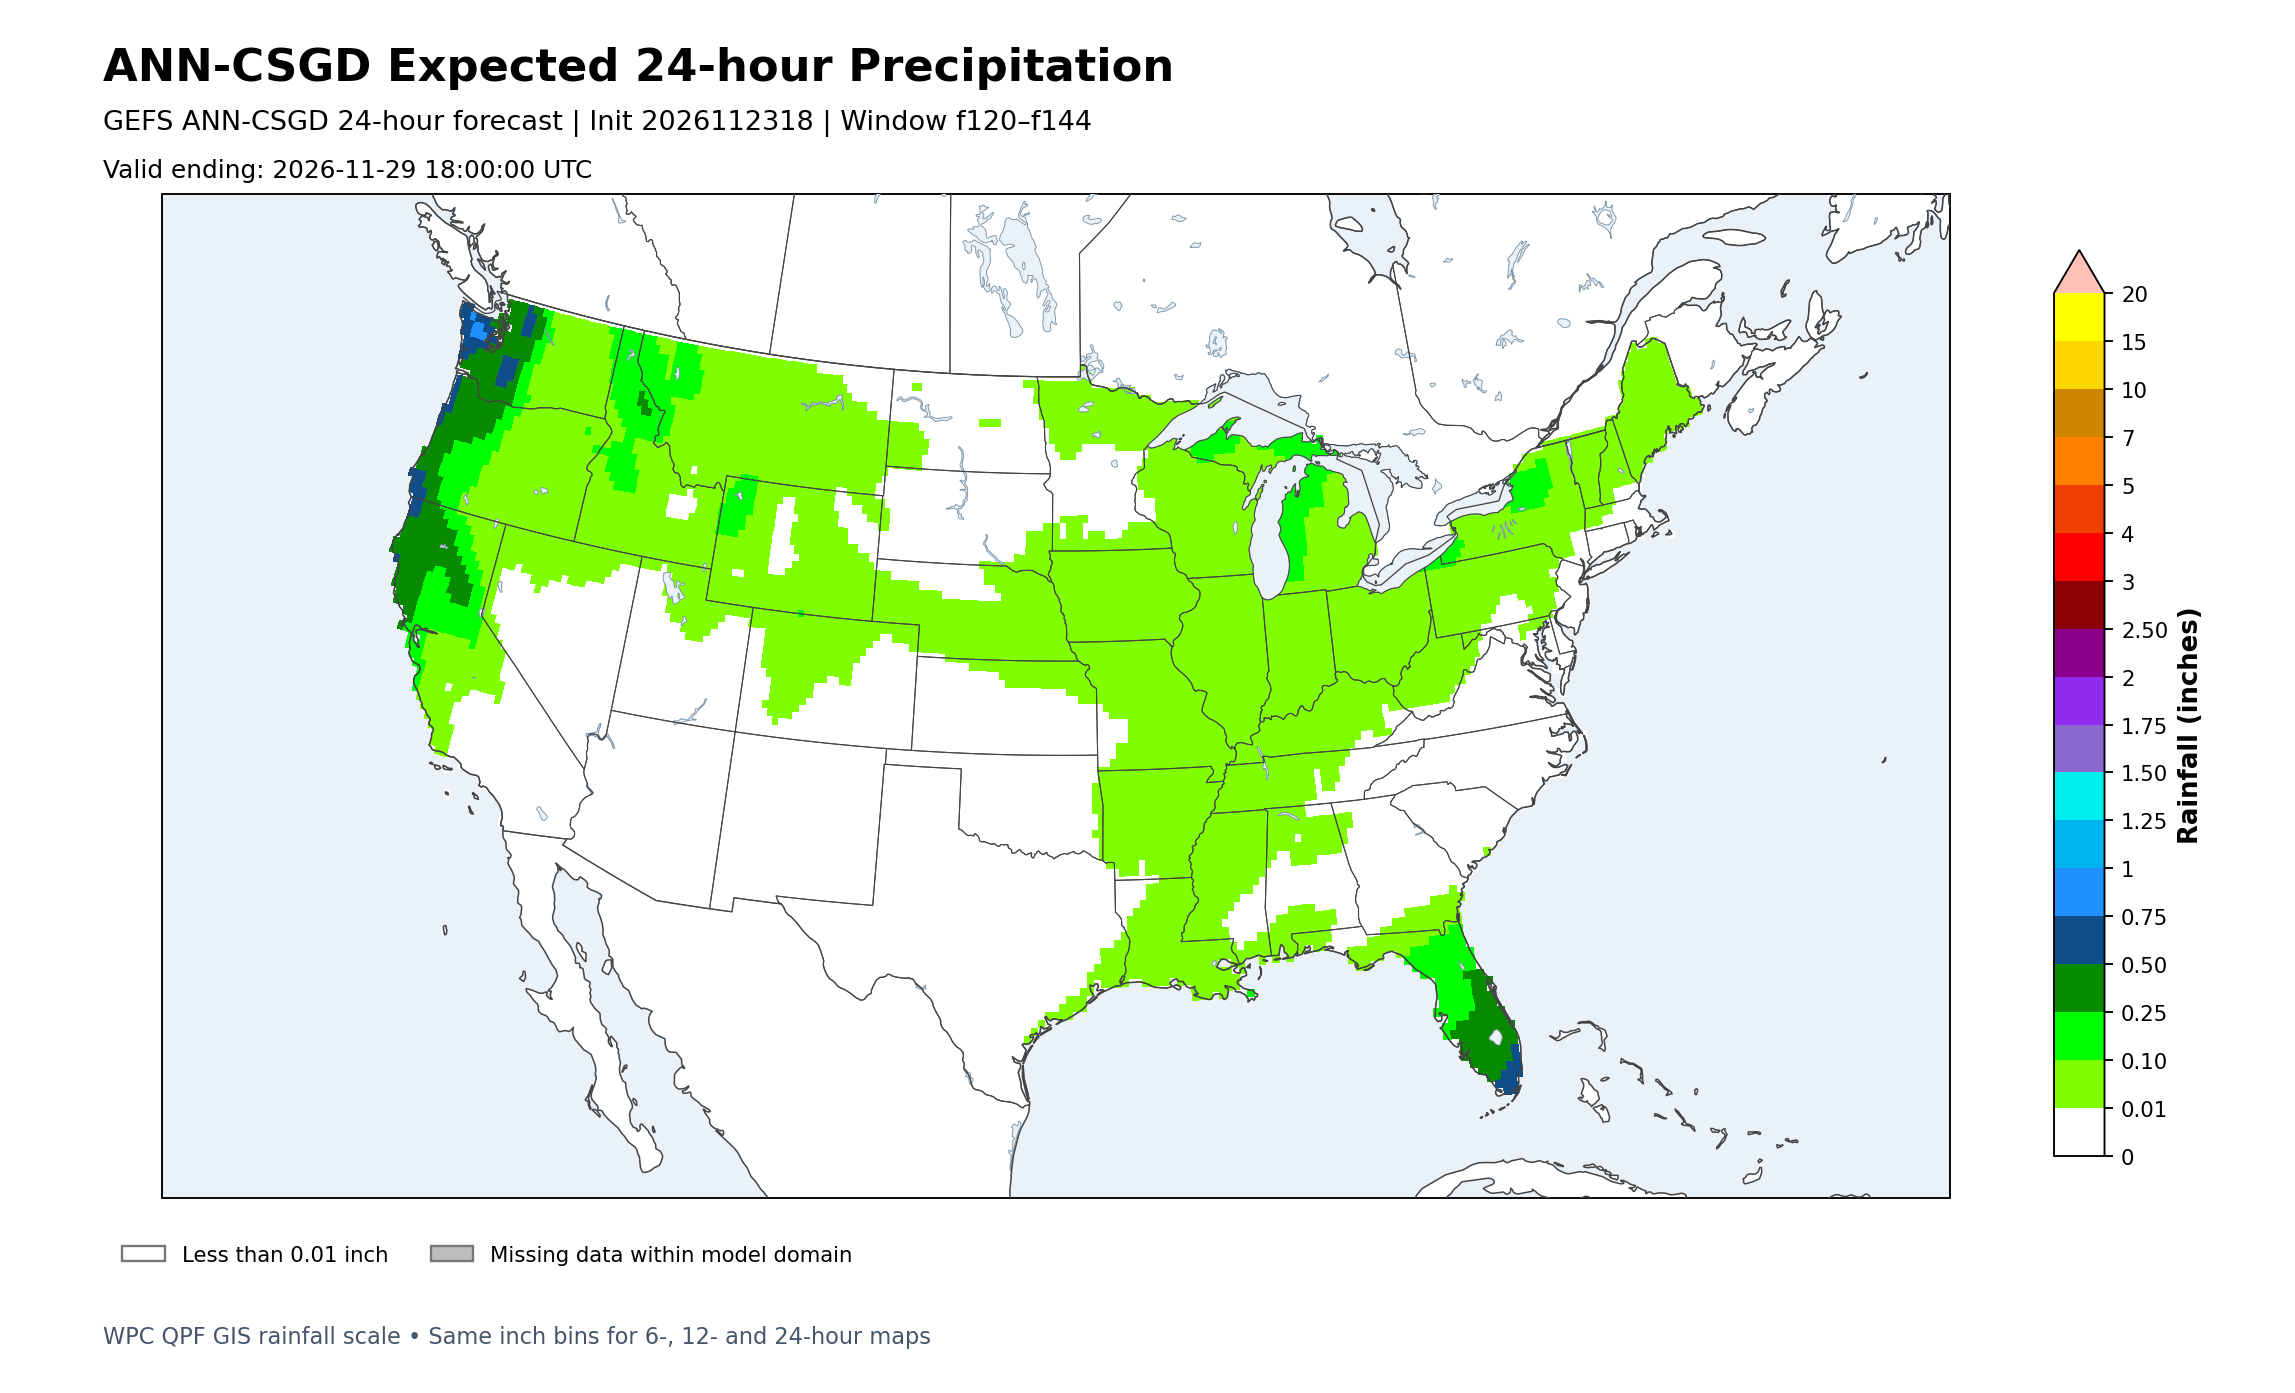 ANN-CSGD Expected 24-hour Precipitation
GEFS ANN-CSGD 24-hour forecast | Init 2026112318 | Window f120–f144
Valid ending: 2026-11-29 18:00:00 UTC
20
15
10
7
5
4
3
2.50
2
1.75
1.50
1.25
1
0.75
0.50
0.25
0.10
0.01
0
Rainfall (inches)
Less than 0.01 inch
Missing data within model domain
WPC QPF GIS rainfall scale • Same inch bins for 6-, 12- and 24-hour maps